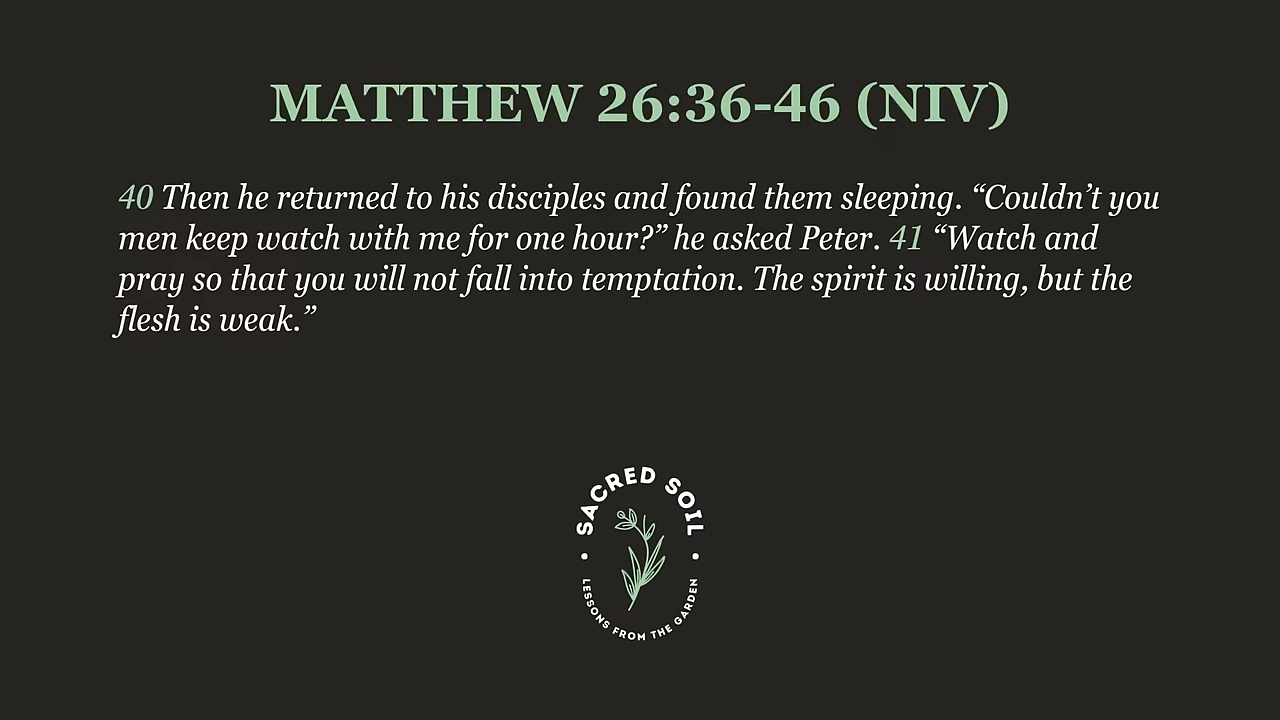 MATTHEW 26:36-46 (NIV)
40 Then he returned to his disciples and found them sleeping. “Couldn’t you
men keep watch with me for one hour?” he asked Peter. 41 “Watch and
pray so that you will not fall into temptation. The spirit is willing, but the
flesh is weak.”
SACRED SOIL
LESSONS FROM THE GARDEN